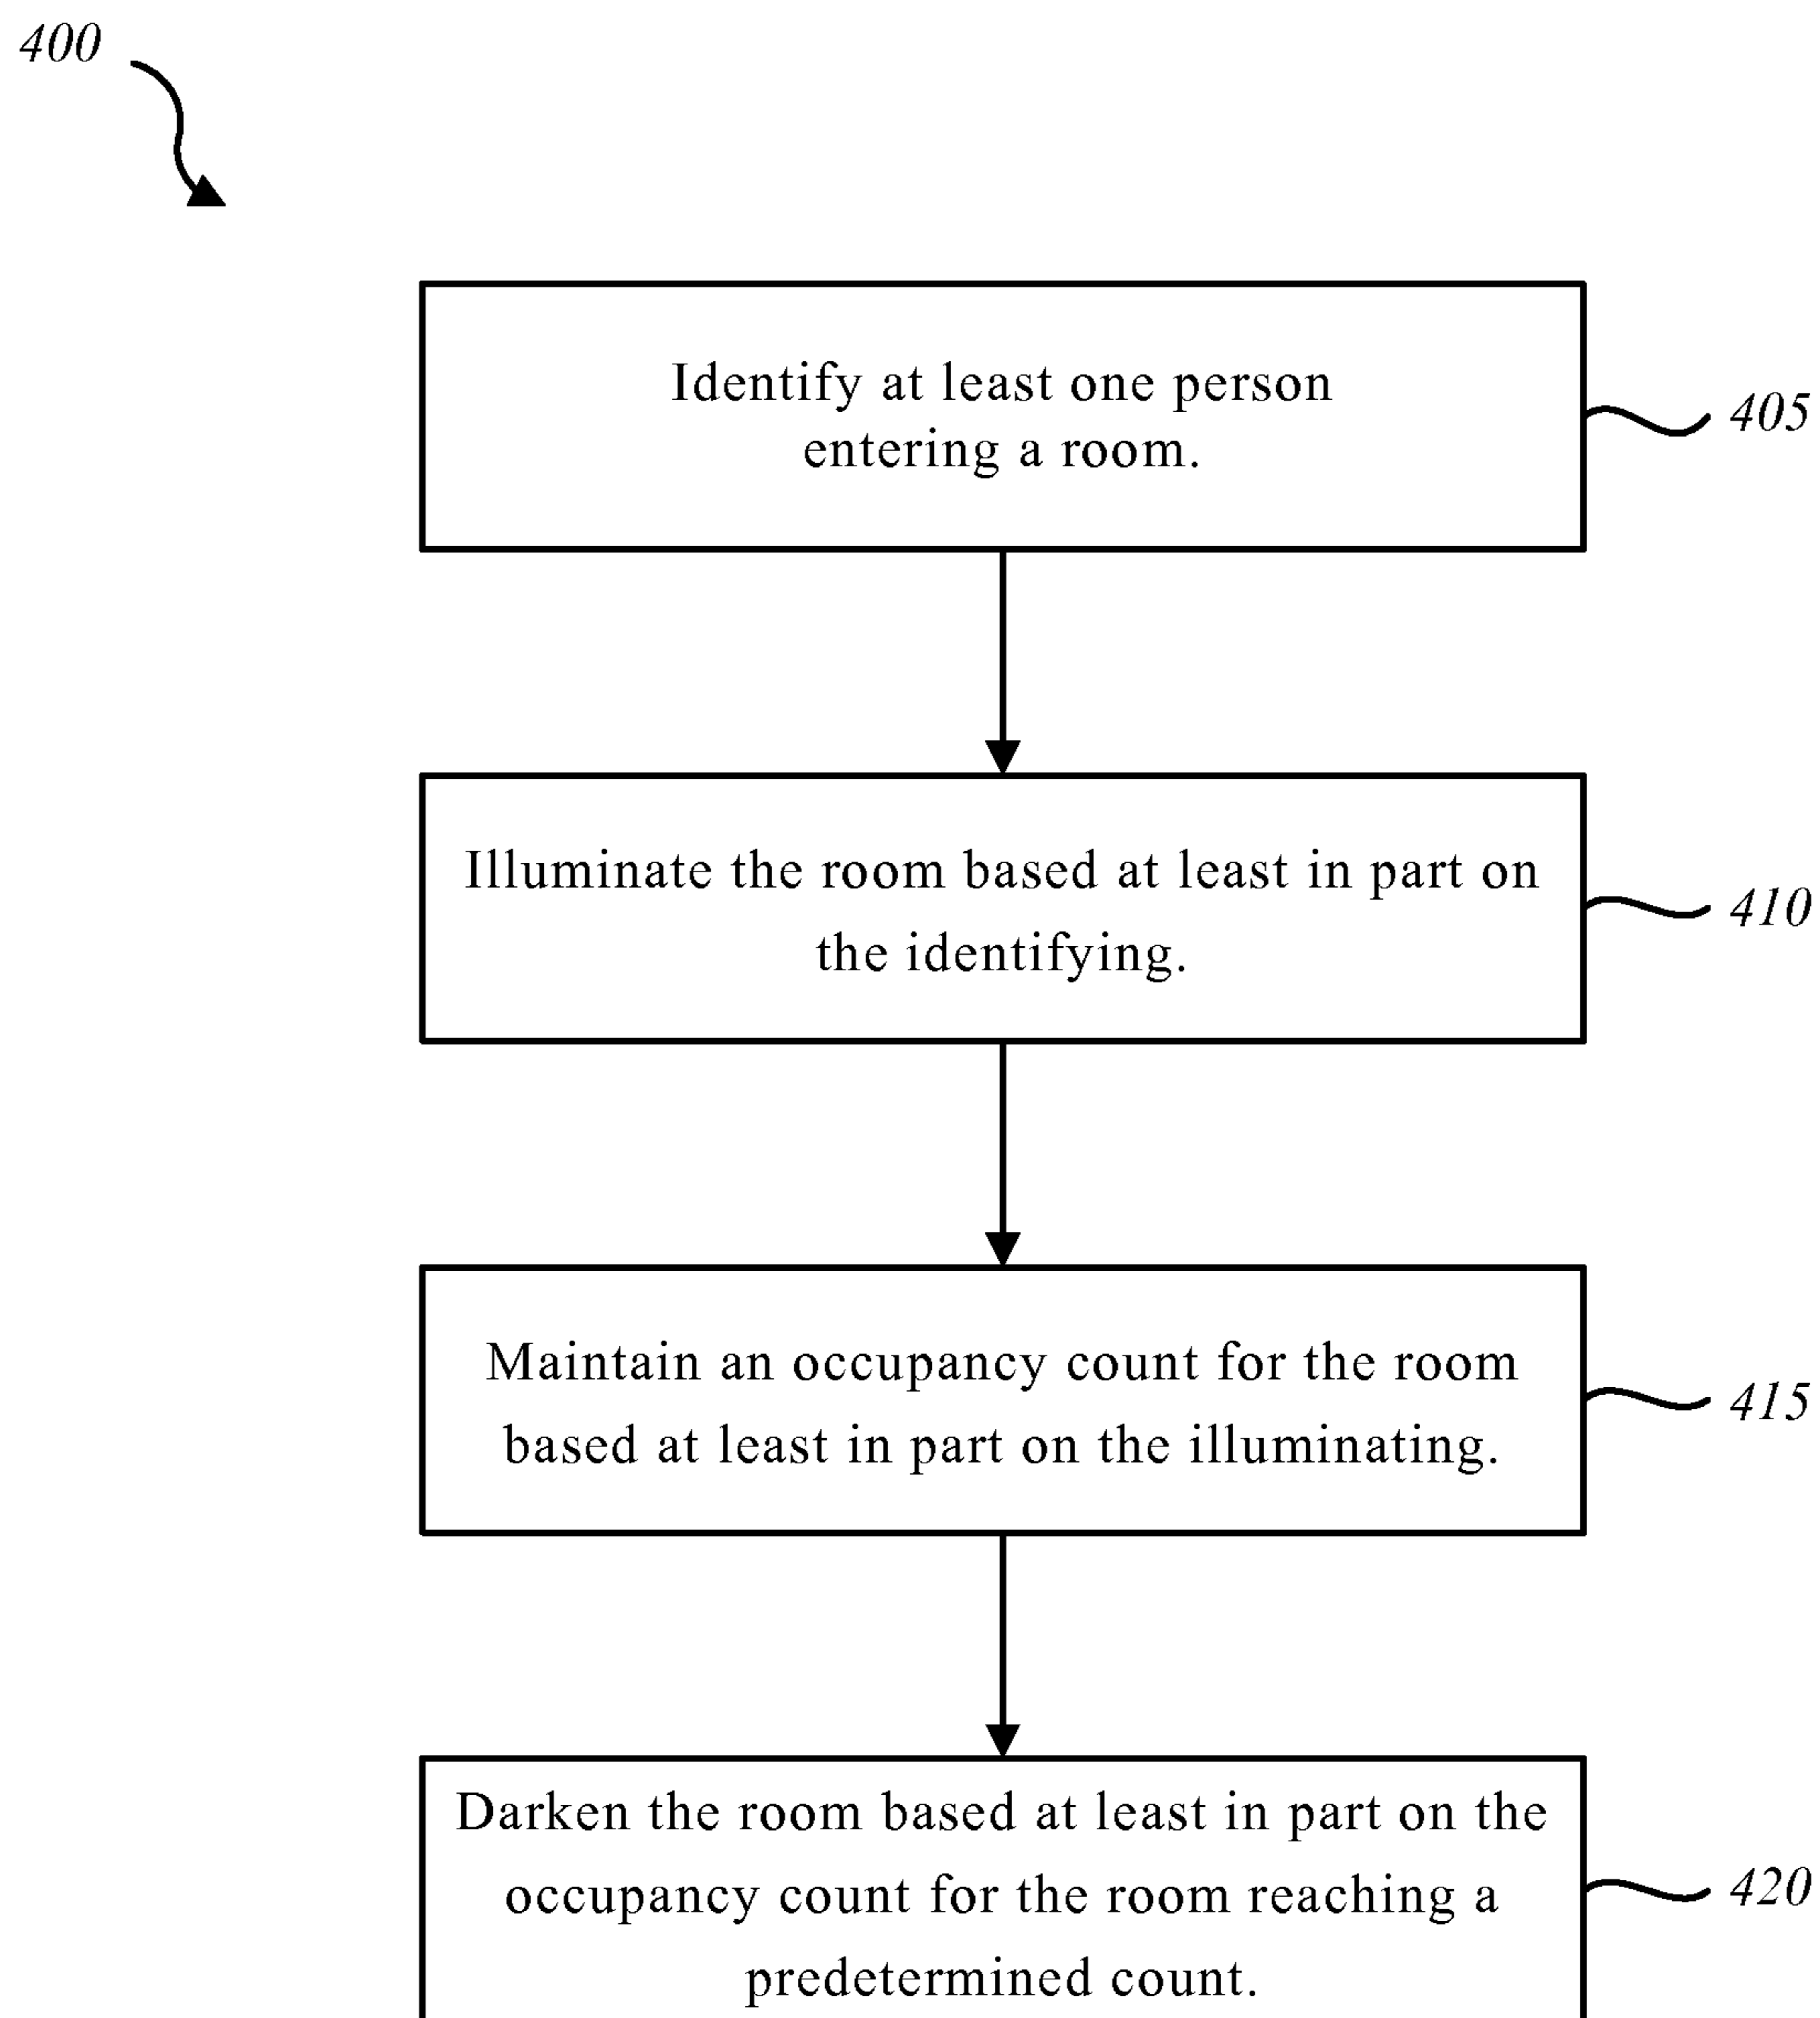 400
Identify at least one person
entering a room.
405
Illuminate the room based at least in part on
the identifying.
410
Maintain an occupancy count for the room
based at least in part on the illuminating.
415
Darken the room based at least in part on the
occupancy count for the room reaching a
predetermined count.
420